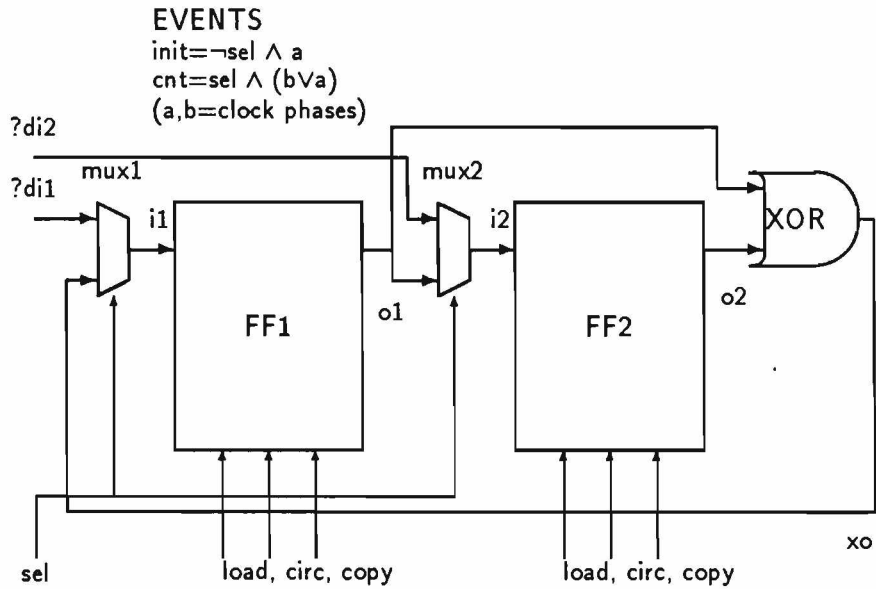 EVENTS
init=¬sel ∧ a
cnt=sel ∧ (b∨a)
(a,b=clock phases)
?di2
mux1
mux2
?di1
i1
i2
XOR
o1
o2
FF1
FF2
xo
sel
load, circ, copy
load, circ, copy